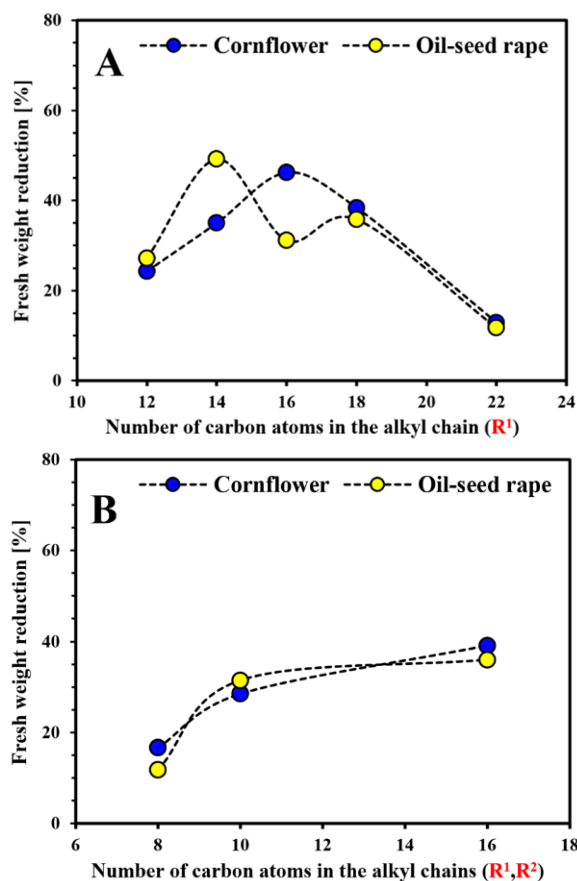 80
A
Cornflower
Oil-seed rape
60
40
20
0
Fresh weight reduction [%]
10 12 14 16 18 20 22 24
Number of carbon atoms in the alkyl chain (R¹)
80
B
Cornflower
Oil-seed rape
60
40
20
0
Fresh weight reduction [%]
6 8 10 12 14 16 18
Number of carbon atoms in the alkyl chains (R¹,R²)